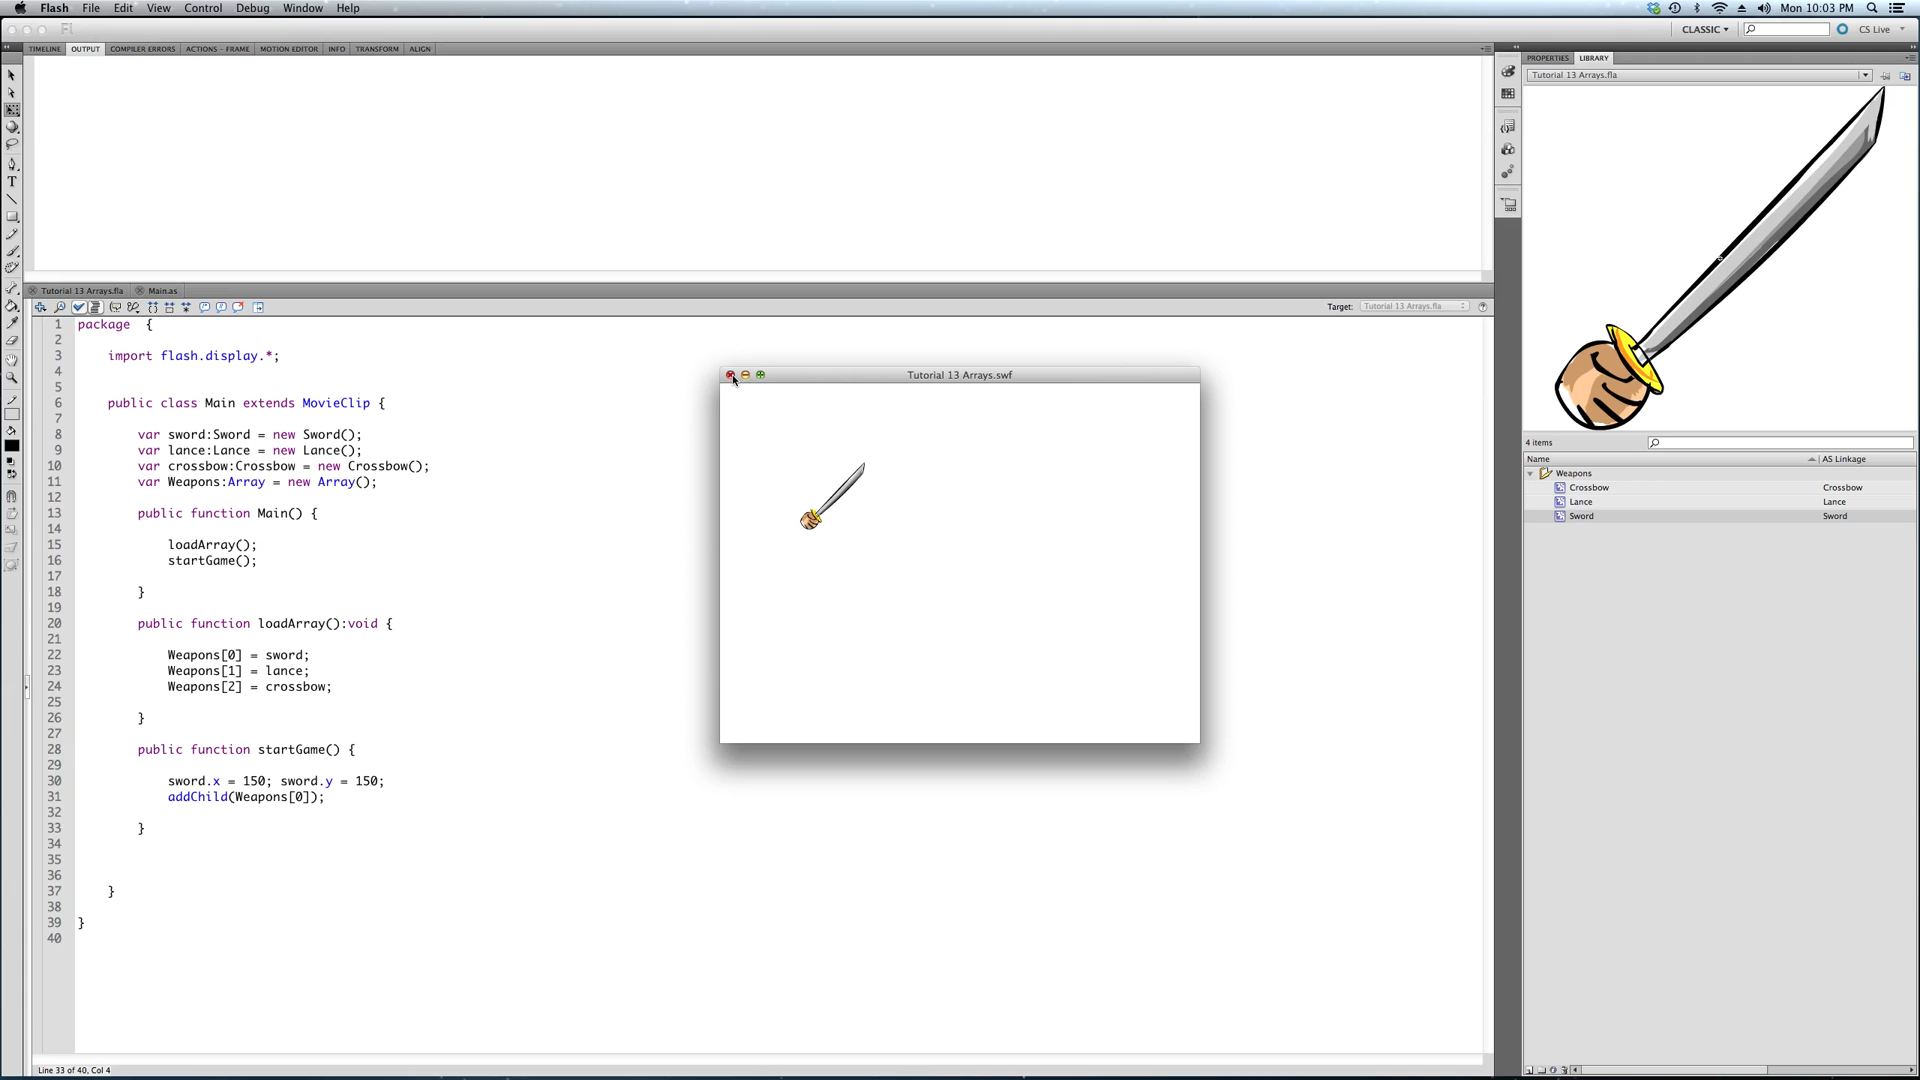 Flash File Edit View Control Debug Window Help Mon 10:03 PM
Fl CLASSIC CS Live
TIMELINE OUTPUT COMPILER ERRORS ACTIONS - FRAME MOTION EDITOR INFO TRANSFORM ALIGN
PROPERTIES LIBRARY
Tutorial 13 Arrays.fla
Tutorial 13 Arrays.fla Main.as
Target: Tutorial 13 Arrays.fla
1 package {
2
3 import flash.display.*;
4
5
6 public class Main extends MovieClip {
7
8 var sword:Sword = new Sword();
9 var lance:Lance = new Lance();
10 var crossbow:Crossbow = new Crossbow();
11 var Weapons:Array = new Array();
12
13 public function Main() {
14
15 loadArray();
16 startGame();
17
18 }
19
20 public function loadArray():void {
21
22 Weapons[0] = sword;
23 Weapons[1] = lance;
24 Weapons[2] = crossbow;
25
26 }
27
28 public function startGame() {
29
30 sword.x = 150; sword.y = 150;
31 addChild(Weapons[0]);
32
33 }
34
35
36
37 }
38
39 }
40
Line 33 of 40, Col 4
Tutorial 13 Arrays.swf
4 items
Name AS Linkage
Weapons
Crossbow Crossbow
Lance Lance
Sword Sword